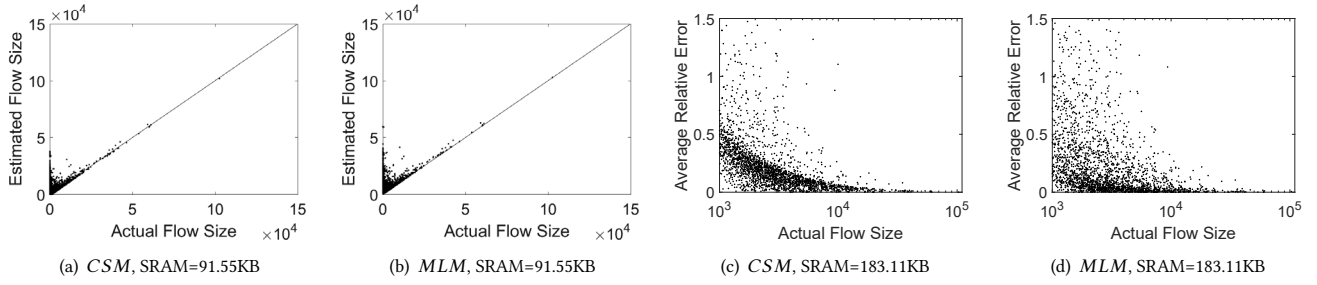 ×10⁴
15
10
5
0
Estimated Flow Size
0 5 10 15
Actual Flow Size ×10⁴
(a) CSM, SRAM=91.55KB
×10⁴
15
10
5
0
Estimated Flow Size
0 5 10 15
Actual Flow Size ×10⁴
(b) MLM, SRAM=91.55KB
1.5
1
0.5
0
Average Relative Error
10³ 10⁴ 10⁵
Actual Flow Size
(c) CSM, SRAM=183.11KB
1.5
1
0.5
0
Average Relative Error
10³ 10⁴ 10⁵
Actual Flow Size
(d) MLM, SRAM=183.11KB